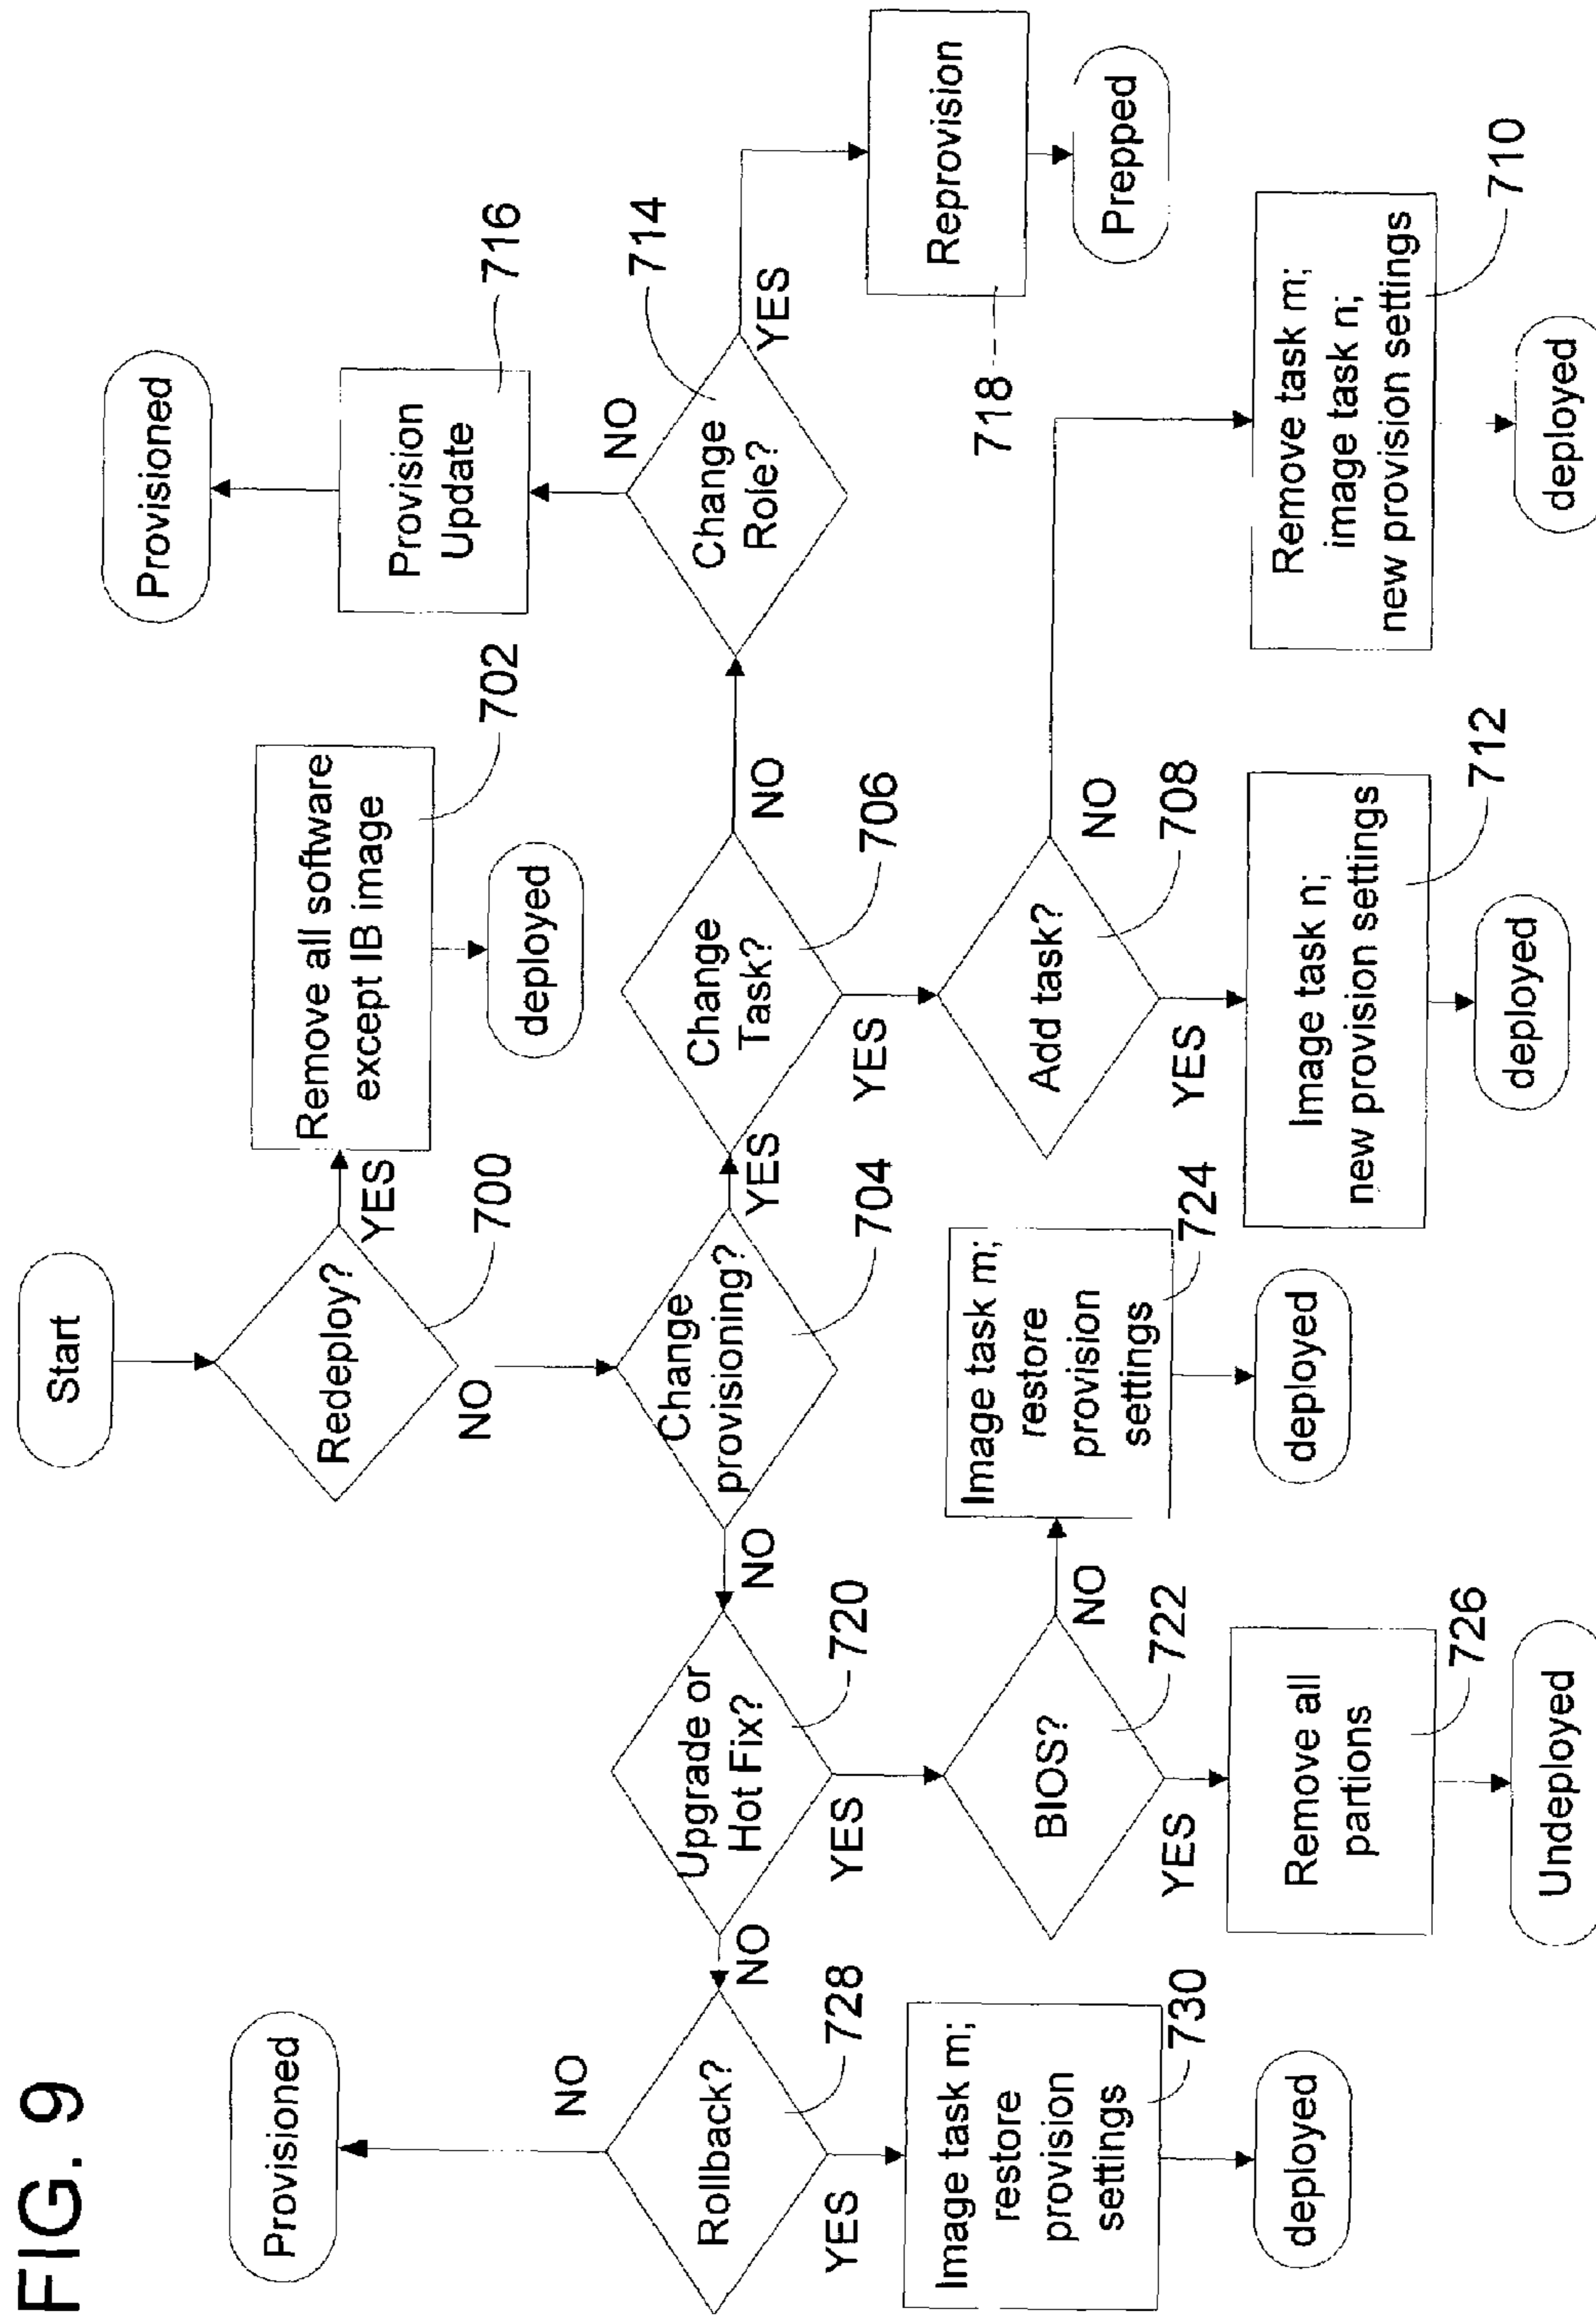 FIG. 9
Start
Redeploy?
700
YES
NO
Remove all software
except IB image
702
deployed
Change
provisioning?
704
YES
NO
Change
Task?
706
NO
YES
Change
Role?
714
NO
YES
Provision
Update
716
Provisioned
Reprovision
718
Prepped
Add task?
708
NO
YES
Remove task m;
image task n;
new provision settings
710
deployed
Image task n;
new provision settings
712
deployed
Upgrade or
Hot Fix?
720
YES
NO
BIOS?
722
NO
YES
Image task m;
restore
provision
settings
724
deployed
Remove all
partions
726
Undeployed
Rollback?
728
NO
YES
Provisioned
Image task m;
restore
provision
settings
730
deployed